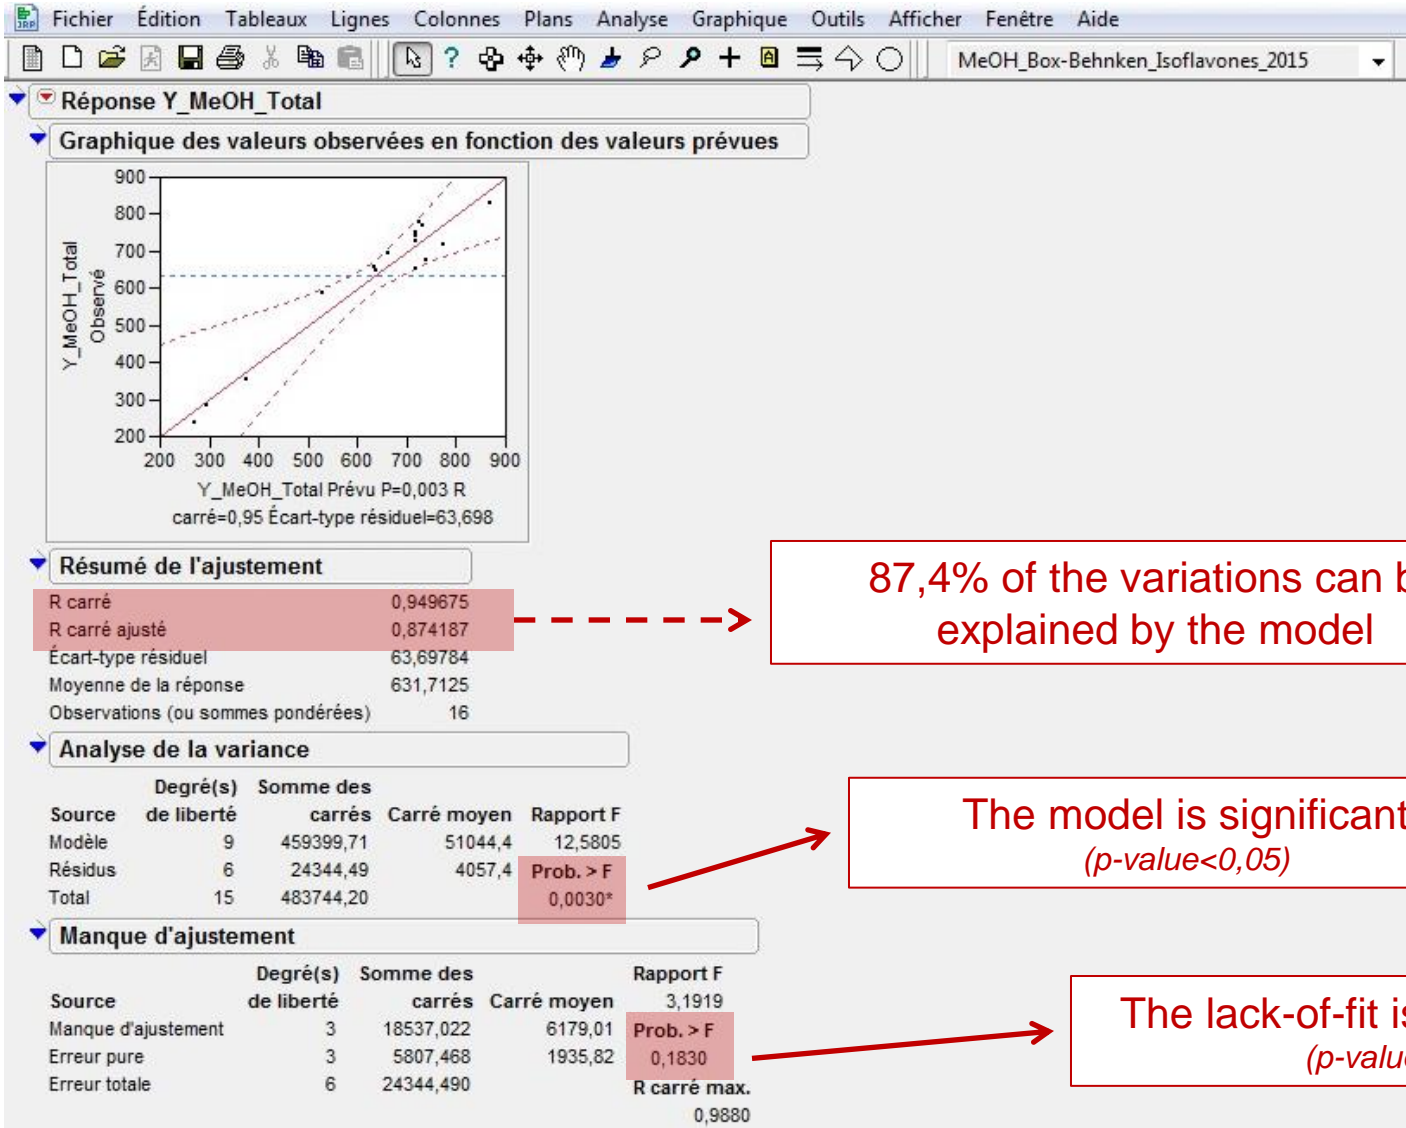 Fichier Édition Tableaux Lignes Colonnes Plans Analyse Graphique Outils Afficher Fenêtre Aide
MeOH_Box-Behnken_Isoflavones_2015
Réponse Y_MeOH_Total
Graphique des valeurs observées en fonction des valeurs prévues
900
800
700
600
500
400
300
200
Y_MeOH_Total
Observé
200 300 400 500 600 700 800 900
Y_MeOH_Total Prévu P=0,003 R
carré=0,95 Écart-type résiduel=63,698
Résumé de l'ajustement
R carré 0,949675
R carré ajusté 0,874187
Écart-type résiduel 63,69784
Moyenne de la réponse 631,7125
Observations (ou sommes pondérées) 16
87,4% of the variations can
explained by the model
Analyse de la variance
Degré(s) Somme des
Source de liberté carrés Carré moyen Rapport F
Modèle 9 459399,71 51044,4 12,5805
Résidus 6 24344,49 4057,4 Prob. > F
Total 15 483744,20 0,0030*
The model is significant
(p-value<0,05)
Manque d'ajustement
Degré(s) Somme des Rapport F
Source de liberté carrés Carré moyen 3,1919
Manque d'ajustement 3 18537,022 6179,01 Prob. > F
Erreur pure 3 5807,468 1935,82 0,1830
Erreur totale 6 24344,490 R carré max.
0,9880
The lack-of-fit is